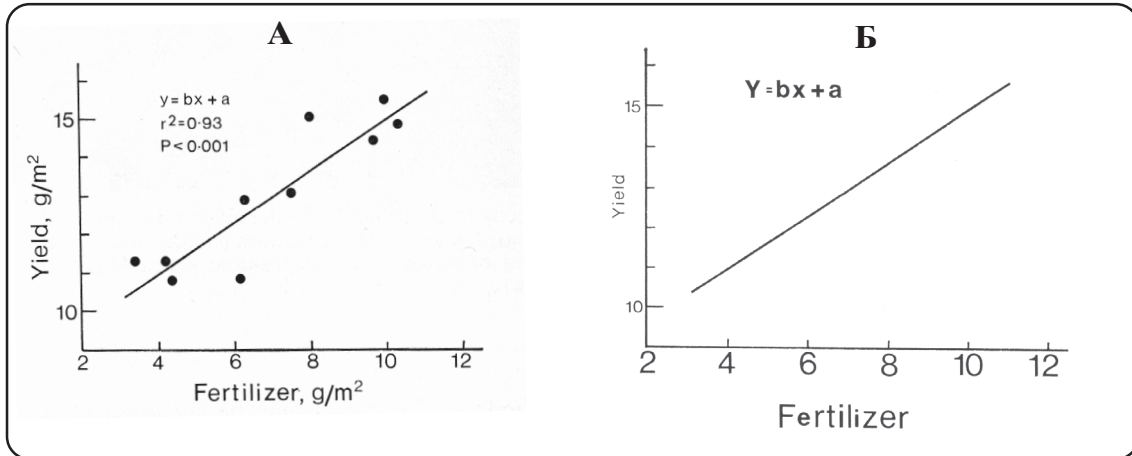 А
y = bx + a
r²=0·93
P<0·001
15
10
Yield, g/m²
2 4 6 8 10 12
Fertilizer, g/m²
Б
Y=bx+a
15
10
Yield
2 4 6 8 10 12
Fertilizer